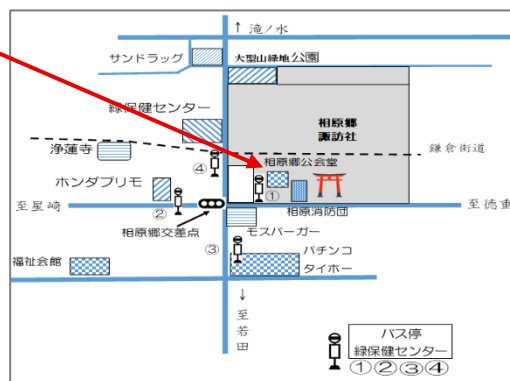 ↑滝ノ水
サンドラッグ
大型山緑地公園
緑保健センター
相原郷
諏訪社
浄蓮寺
鎌倉街道
④
相原郷公会堂
ホンダプリモ
①
②
至星崎
至徳重
相原消防団
相原郷交差点
モスバーガー
③
パチンコ
タイホー
福祉会館
↓
至
若
田
バス停
緑保健センター
①②③④